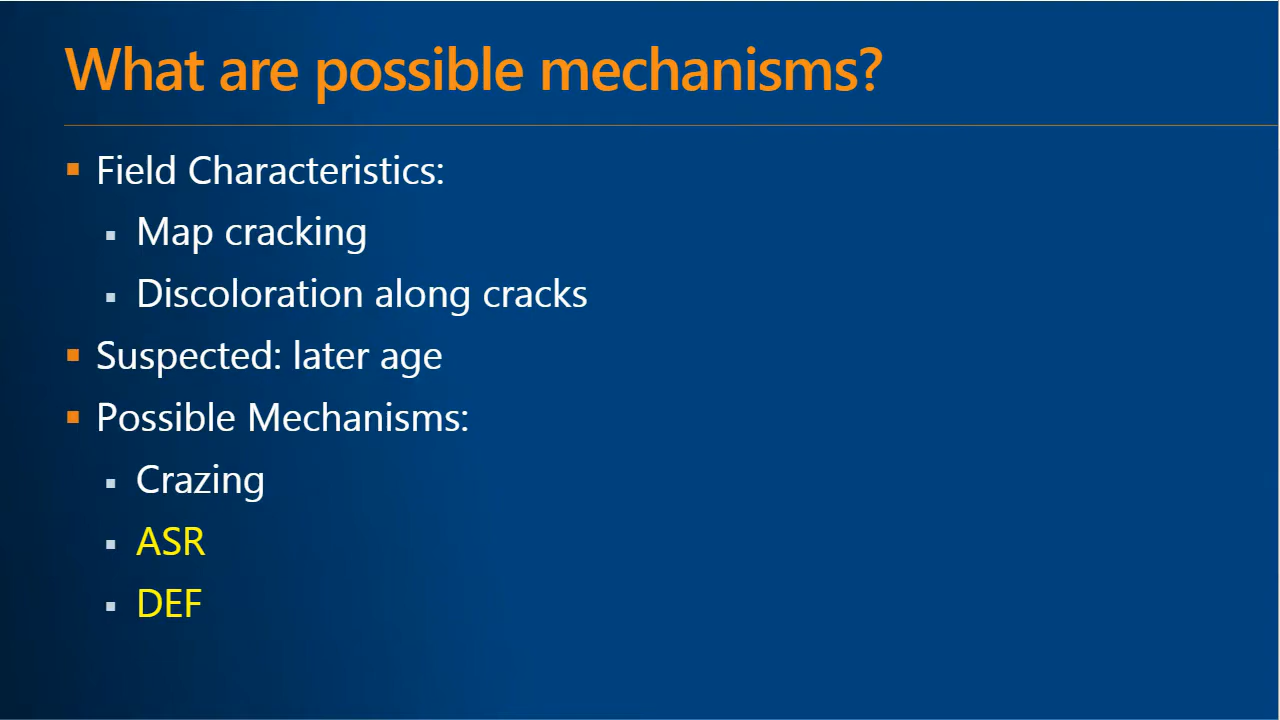 What are possible mechanisms?
Field Characteristics:
Map cracking
Discoloration along cracks
Suspected: later age
Possible Mechanisms:
Crazing
ASR
DEF